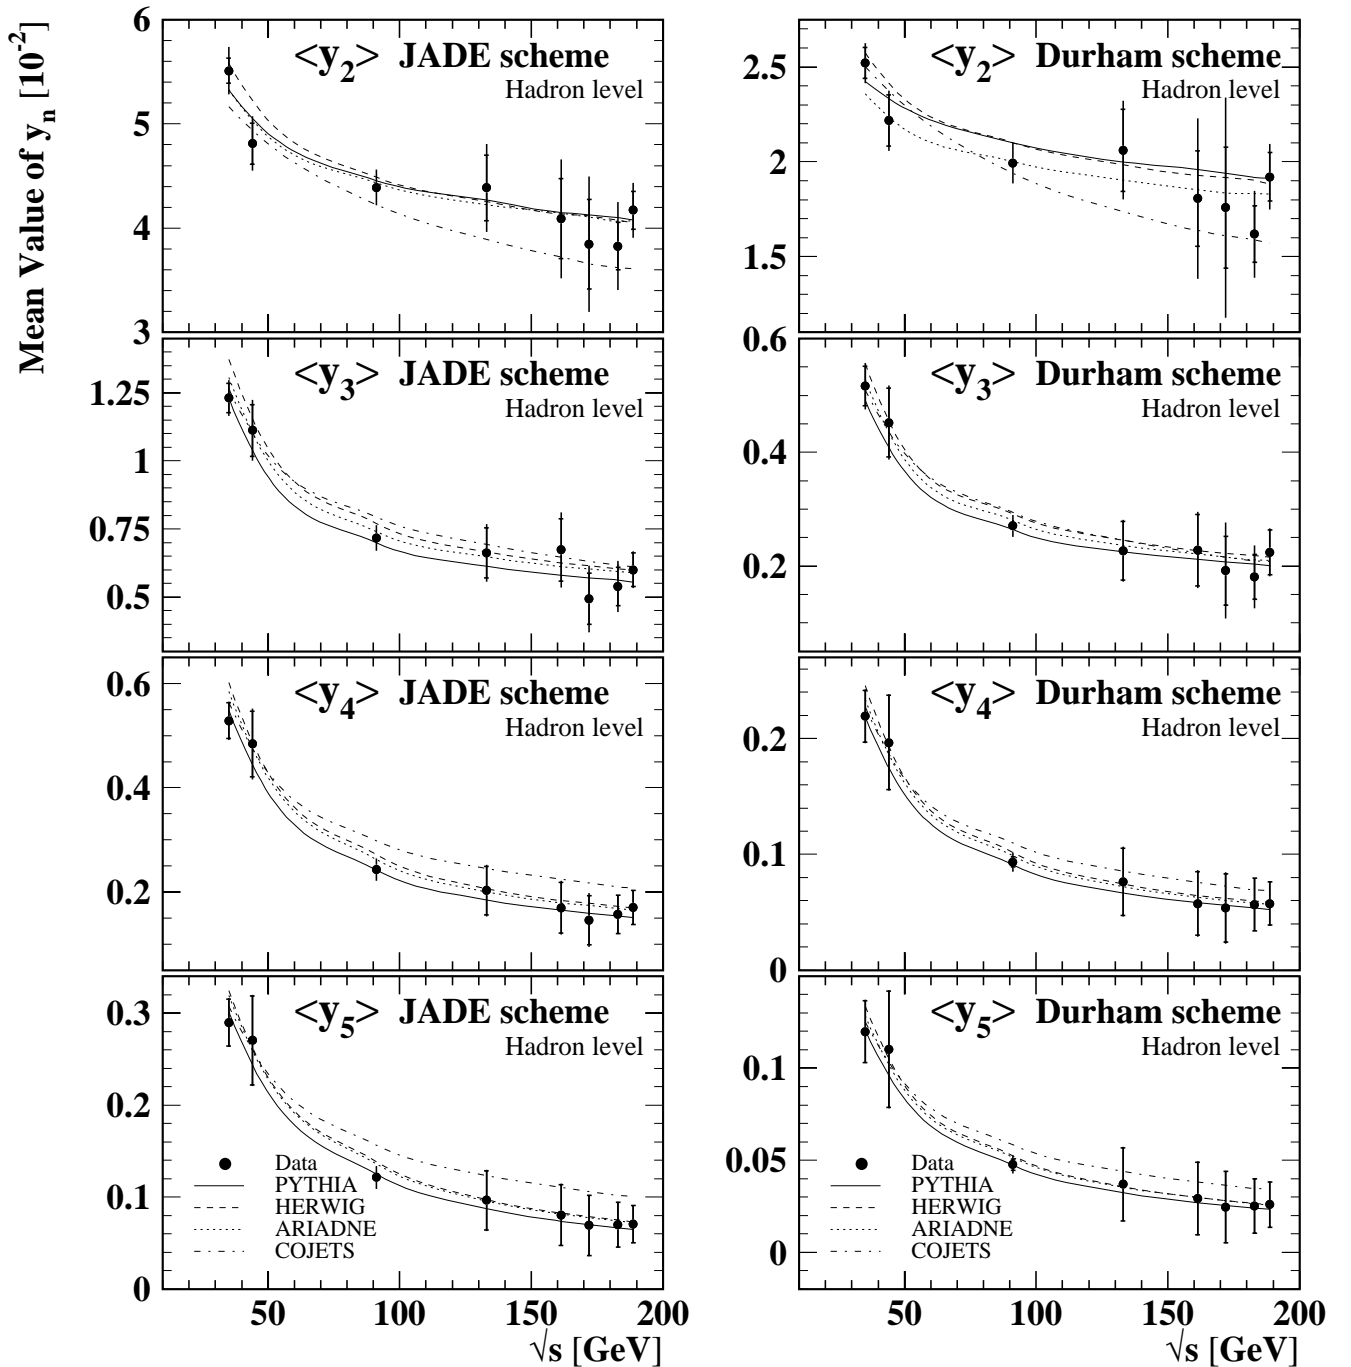 Mean Value of y_n [10^-2]
<y_2> JADE scheme
Hadron level
6
5
4
3
<y_2> Durham scheme
Hadron level
2.5
2
1.5
1
<y_3> JADE scheme
Hadron level
1.25
1
0.75
0.5
<y_3> Durham scheme
Hadron level
0.6
0.4
0.2
<y_4> JADE scheme
Hadron level
0.6
0.4
0.2
<y_4> Durham scheme
Hadron level
0.2
0.1
0
<y_5> JADE scheme
Hadron level
0.3
0.2
0.1
0
Data
PYTHIA
HERWIG
ARIADNE
COJETS
50 100 150 200
√s [GeV]
<y_5> Durham scheme
Hadron level
0.1
0.05
0
Data
PYTHIA
HERWIG
ARIADNE
COJETS
50 100 150 200
√s [GeV]